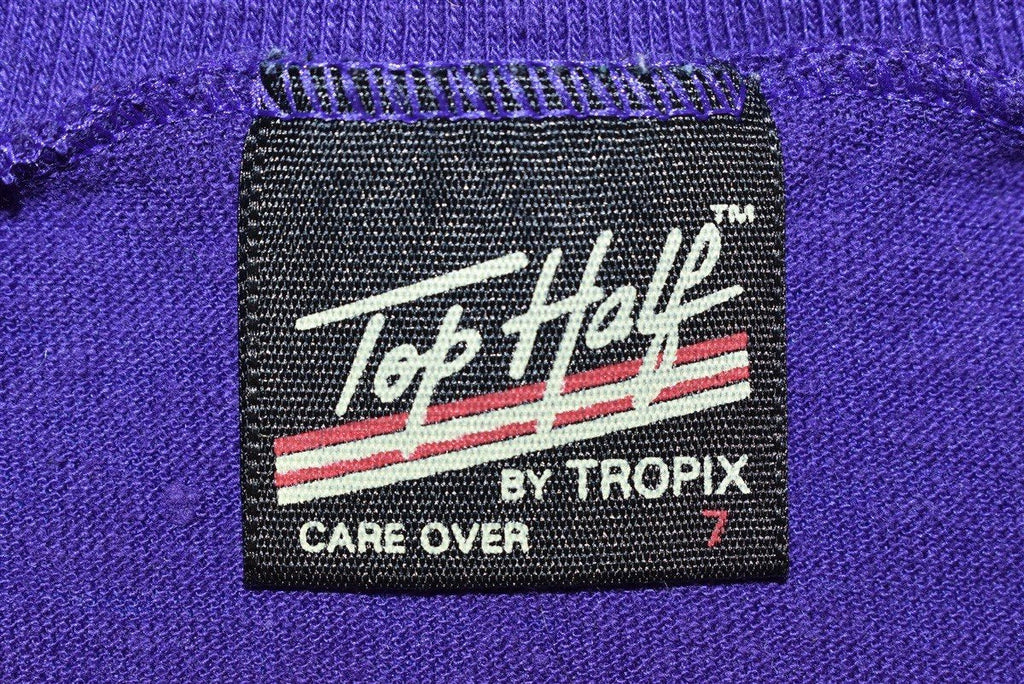 Top Half™
BY TROPIX
CARE OVER 7